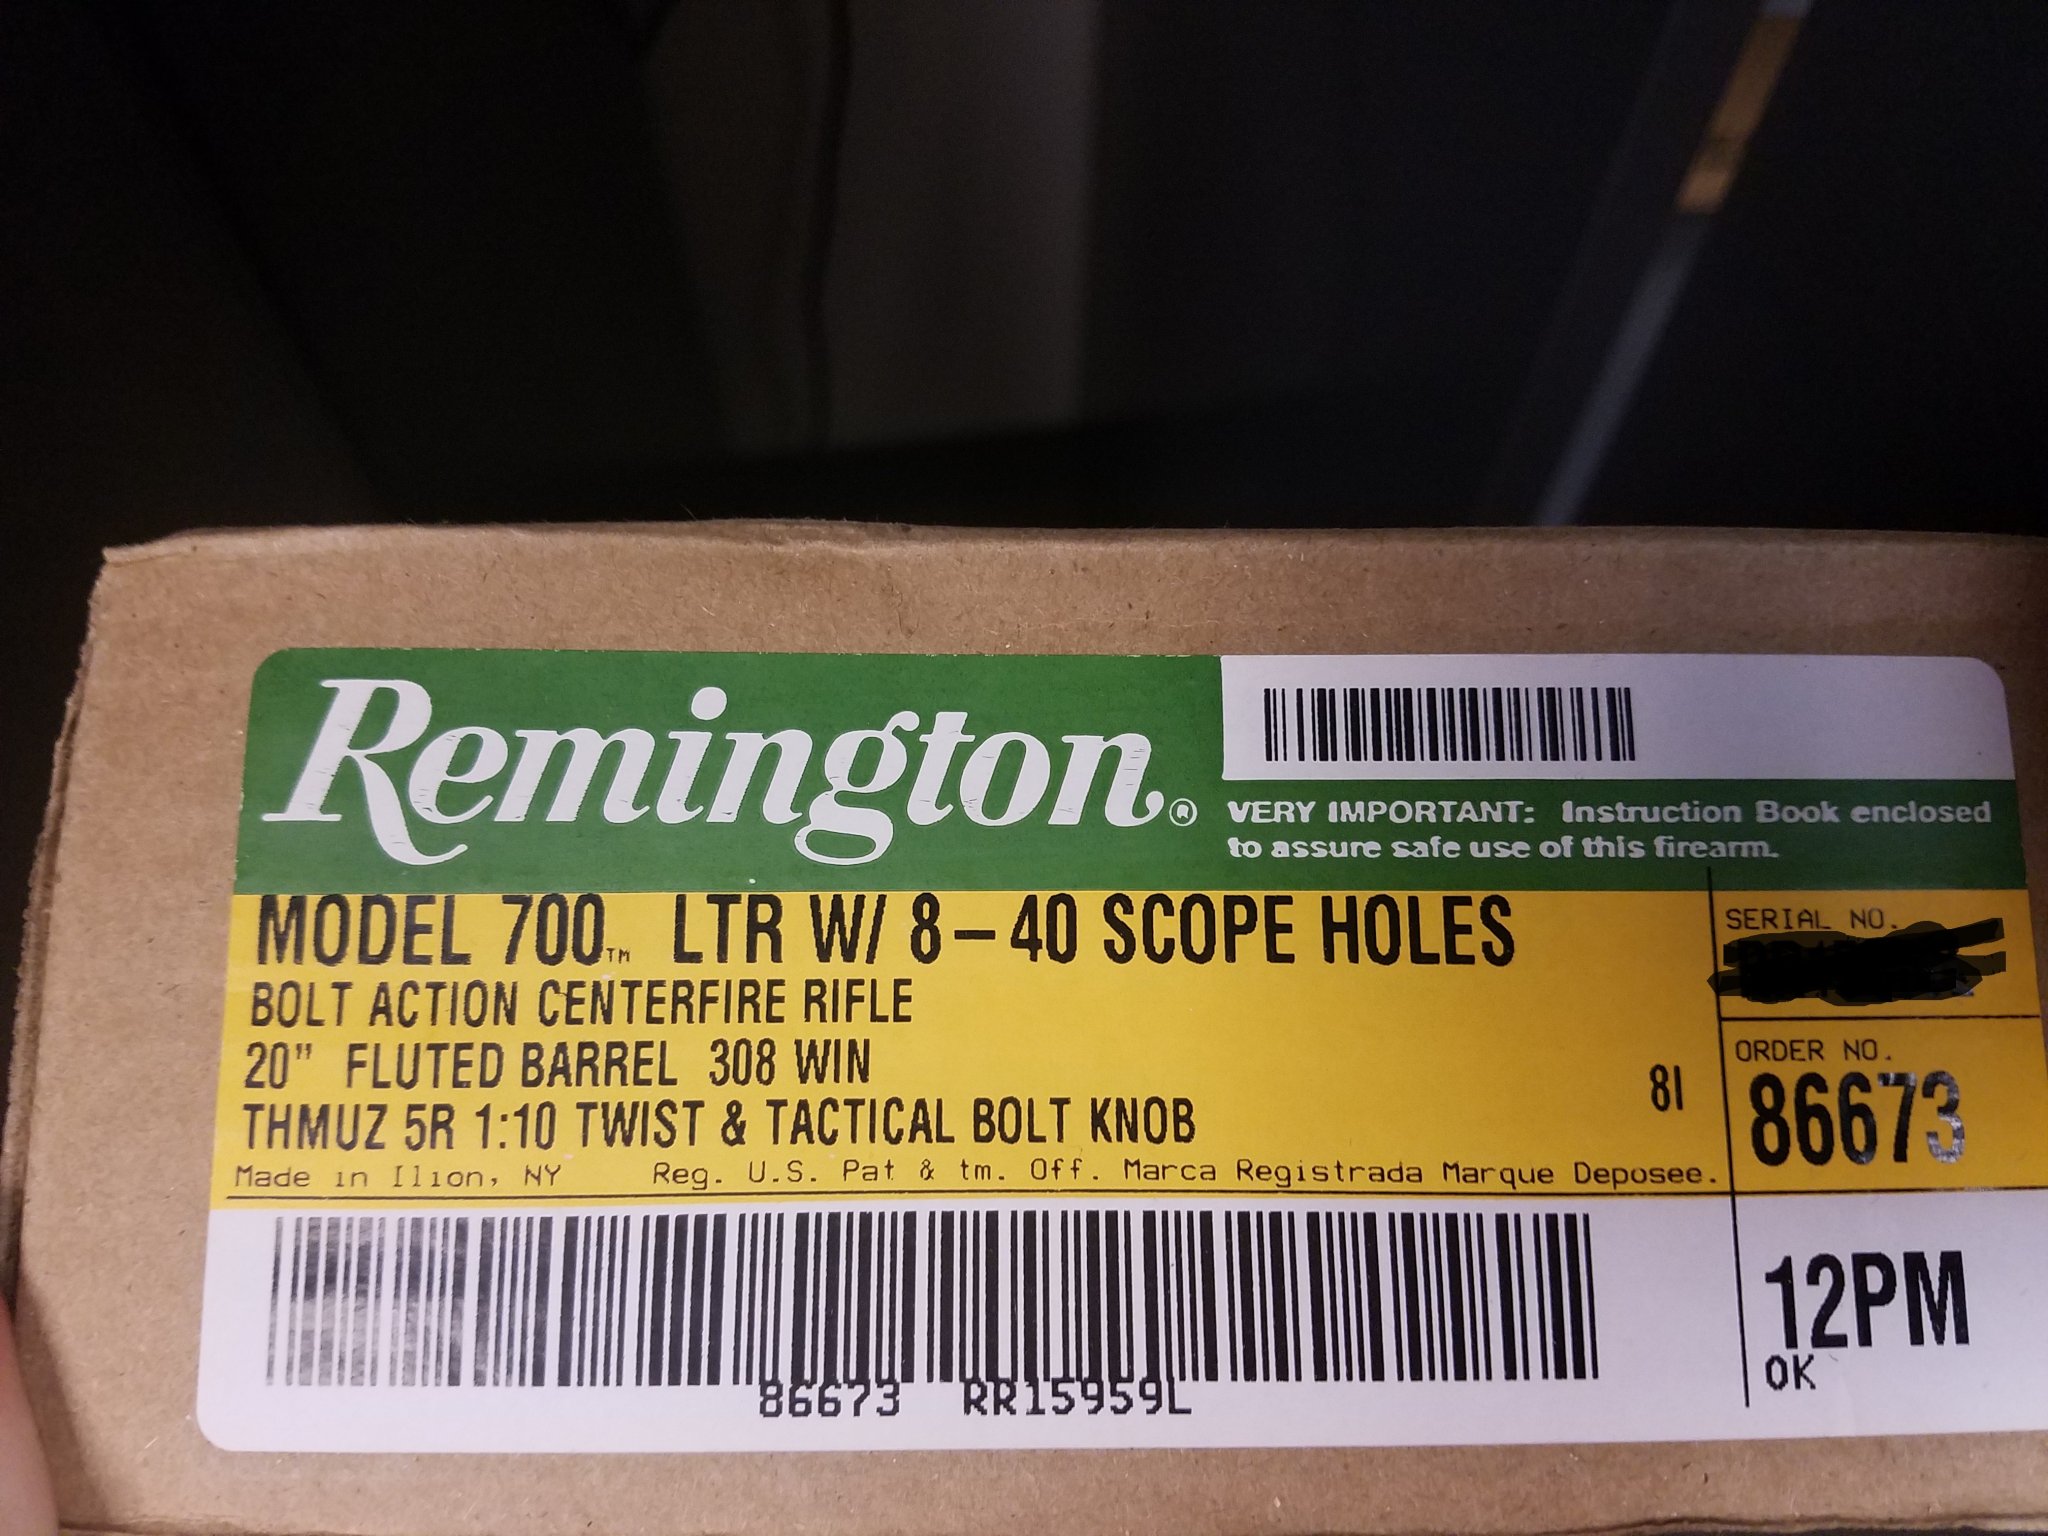 Remington®
VERY IMPORTANT: Instruction Book enclosed
to assure safe use of this firearm.
MODEL 700™ LTR W/ 8-40 SCOPE HOLES
BOLT ACTION CENTERFIRE RIFLE
20" FLUTED BARREL 308 WIN
THMUZ 5R 1:10 TWIST & TACTICAL BOLT KNOB
81
Made in Ilion, NY Reg. U.S. Pat & tm. Off. Marca Registrada Marque Deposee.
SERIAL NO.
ORDER NO.
86673
12PM
OK
86673 RR15959L